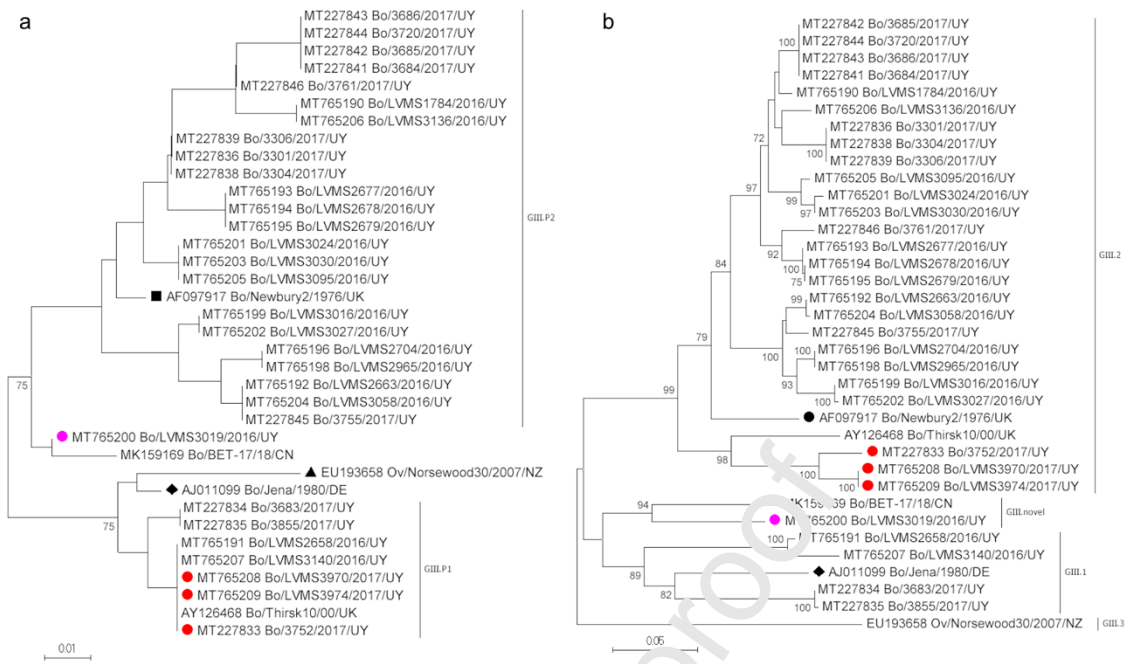 a
MT227843 Bo/3686/2017/UY
MT227844 Bo/3720/2017/UY
MT227842 Bo/3685/2017/UY
MT227841 Bo/3684/2017/UY
MT227846 Bo/3761/2017/UY
MT765190 Bo/LVMS1784/2016/UY
MT765206 Bo/LVMS3136/2016/UY
MT227839 Bo/3306/2017/UY
MT227836 Bo/3301/2017/UY
MT227838 Bo/3304/2017/UY
MT765193 Bo/LVMS2677/2016/UY
MT765194 Bo/LVMS2678/2016/UY
MT765195 Bo/LVMS2679/2016/UY
GIII.P2
MT765201 Bo/LVMS3024/2016/UY
MT765203 Bo/LVMS3030/2016/UY
MT765205 Bo/LVMS3095/2016/UY
AF097917 Bo/Newbury2/1976/UK
MT765199 Bo/LVMS3016/2016/UY
MT765202 Bo/LVMS3027/2016/UY
MT765196 Bo/LVMS2704/2016/UY
MT765198 Bo/LVMS2965/2016/UY
MT765192 Bo/LVMS2663/2016/UY
75
MT765204 Bo/LVMS3058/2016/UY
MT227845 Bo/3755/2017/UY
MT765200 Bo/LVMS3019/2016/UY
MK159169 Bo/BET-17/18/CN
EU193658 Ov/Norsewood30/2007/NZ
AJ011099 Bo/Jena/1980/DE
MT227834 Bo/3683/2017/UY
75
MT227835 Bo/3855/2017/UY
MT765191 Bo/LVMS2658/2016/UY
MT765207 Bo/LVMS3140/2016/UY
GIII.P1
MT765208 Bo/LVMS3970/2017/UY
MT765209 Bo/LVMS3974/2017/UY
AY126468 Bo/Thirsk10/00/UK
MT227833 Bo/3752/2017/UY
0.01
b
MT227842 Bo/3685/2017/UY
100
MT227844 Bo/3720/2017/UY
MT227843 Bo/3686/2017/UY
MT227841 Bo/3684/2017/UY
MT765190 Bo/LVMS1784/2016/UY
MT765206 Bo/LVMS3136/2016/UY
MT227836 Bo/3301/2017/UY
72
MT227838 Bo/3304/2017/UY
100
MT227839 Bo/3306/2017/UY
MT765205 Bo/LVMS3095/2016/UY
97
99
MT765201 Bo/LVMS3024/2016/UY
97
MT765203 Bo/LVMS3030/2016/UY
MT227846 Bo/3761/2017/UY
92
MT765193 Bo/LVMS2677/2016/UY
GIII.2
84
100
MT765194 Bo/LVMS2678/2016/UY
75
MT765195 Bo/LVMS2679/2016/UY
99
MT765192 Bo/LVMS2663/2016/UY
MT765204 Bo/LVMS3058/2016/UY
79
MT227845 Bo/3755/2017/UY
100
100
MT765196 Bo/LVMS2704/2016/UY
MT765198 Bo/LVMS2965/2016/UY
93
MT765199 Bo/LVMS3016/2016/UY
100
MT765202 Bo/LVMS3027/2016/UY
99
AF097917 Bo/Newbury2/1976/UK
AY126468 Bo/Thirsk10/00/UK
98
MT227833 Bo/3752/2017/UY
100
MT765208 Bo/LVMS3970/2017/UY
100
MT765209 Bo/LVMS3974/2017/UY
94
Bo/BET-17/18/CN
GIII.novel
Bo/LVMS3019/2016/UY
100
MT765191 Bo/LVMS2658/2016/UY
MT765207 Bo/LVMS3140/2016/UY
89
AJ011099 Bo/Jena/1980/DE
GIII.1
82
MT227834 Bo/3683/2017/UY
100
MT227835 Bo/3855/2017/UY
EU193658 Ov/Norsewood30/2007/NZ
GIII.3
0.05
proof